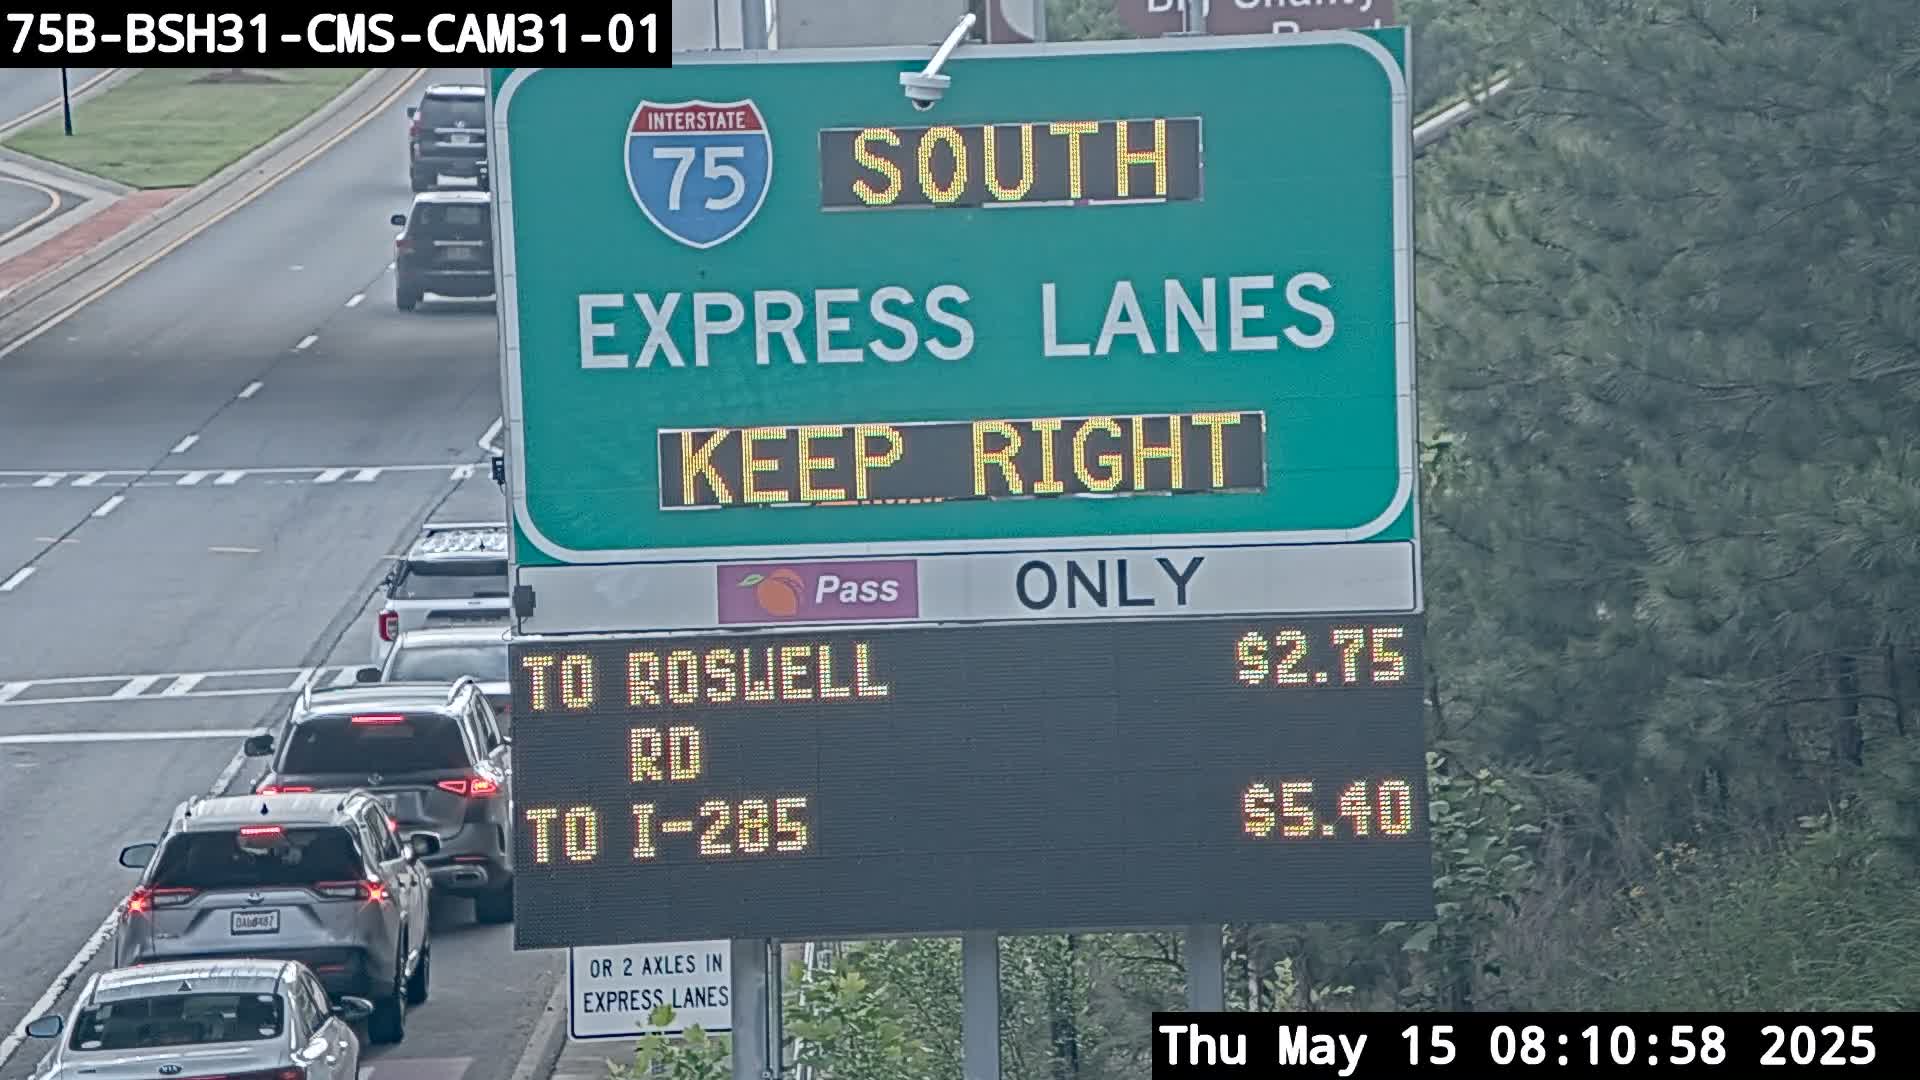 75B-BSH31-CMS-CAM31-01
INTERSTATE
75
SOUTH
EXPRESS LANES
KEEP RIGHT
Pass ONLY
TO ROSWELL $2.75
RD
TO I-285 $5.40
OR 2 AXLES IN
EXPRESS LANES
Thu May 15 08:10:58 2025